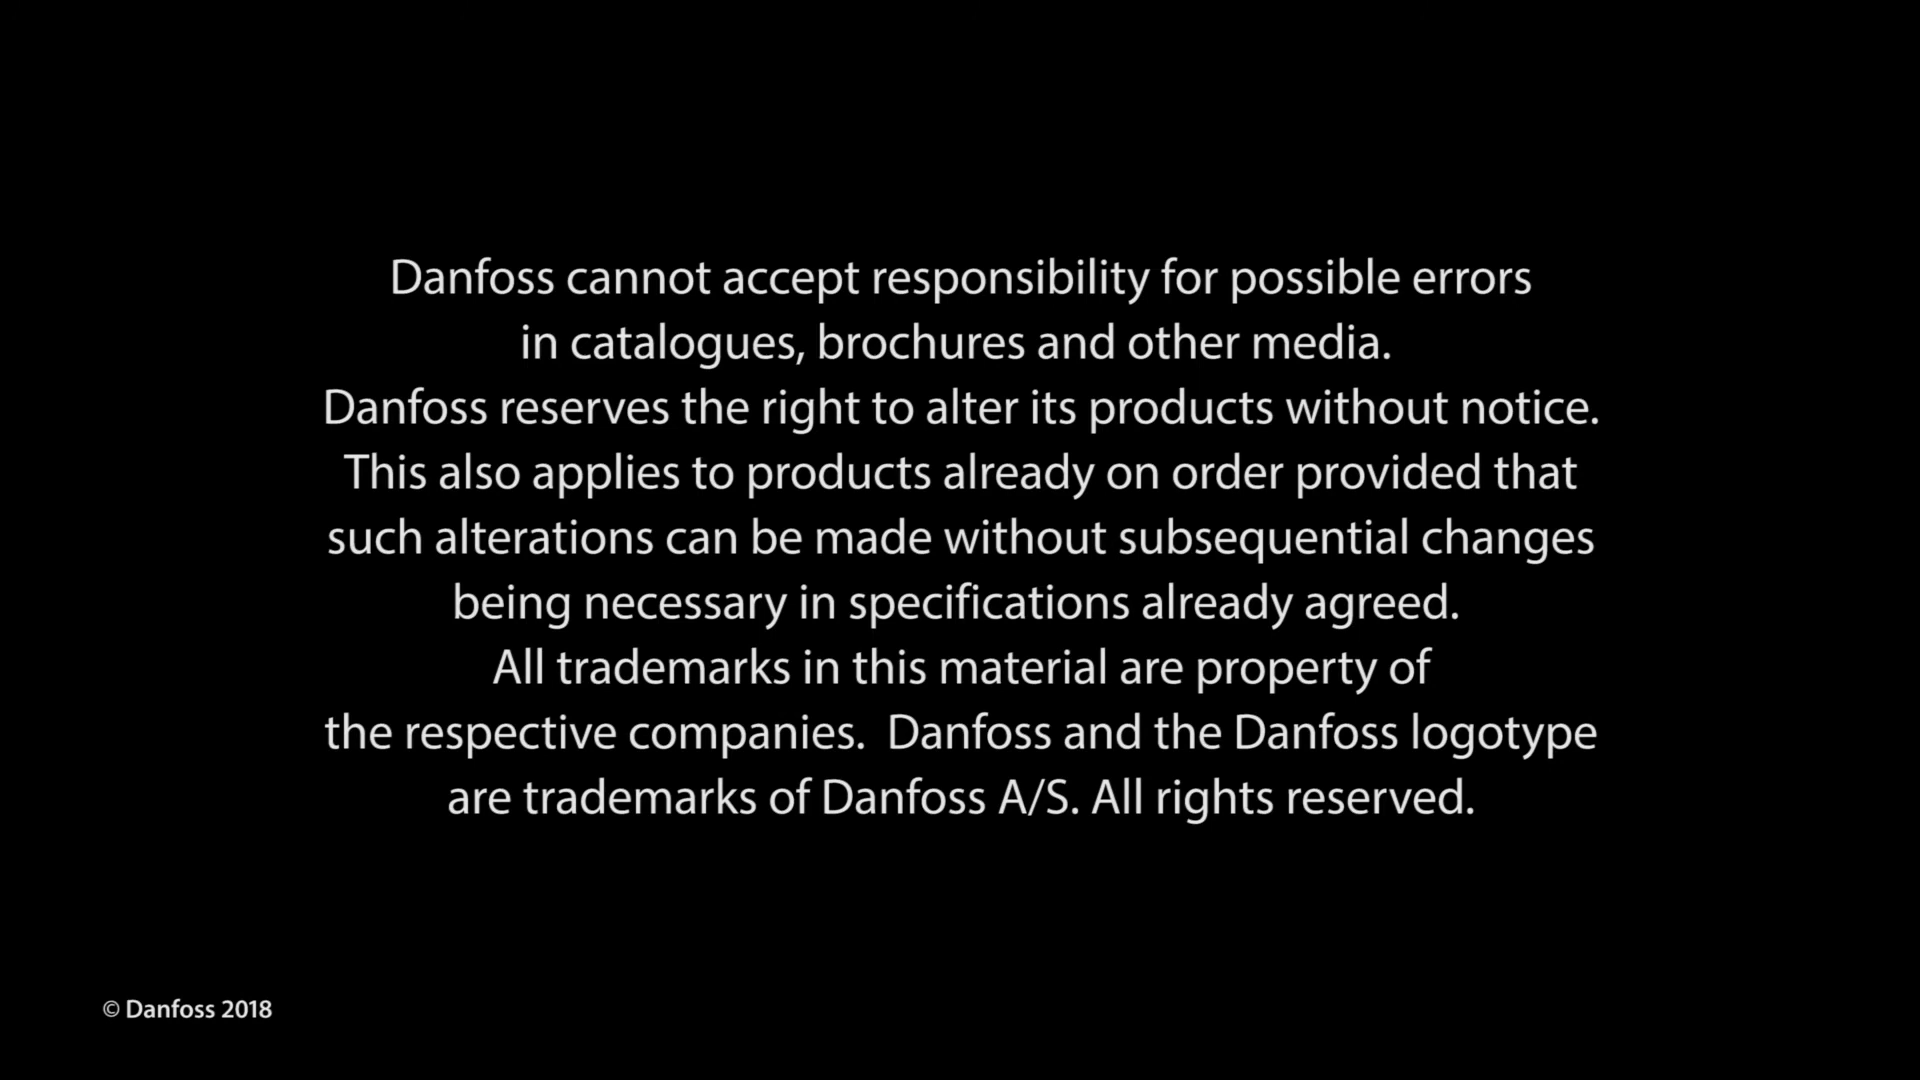 Danfoss cannot accept responsibility for possible errors
in catalogues, brochures and other media.
Danfoss reserves the right to alter its products without notice.
This also applies to products already on order provided that
such alterations can be made without subsequential changes
being necessary in specifications already agreed.
All trademarks in this material are property of
the respective companies.  Danfoss and the Danfoss logotype
are trademarks of Danfoss A/S. All rights reserved.
© Danfoss 2018